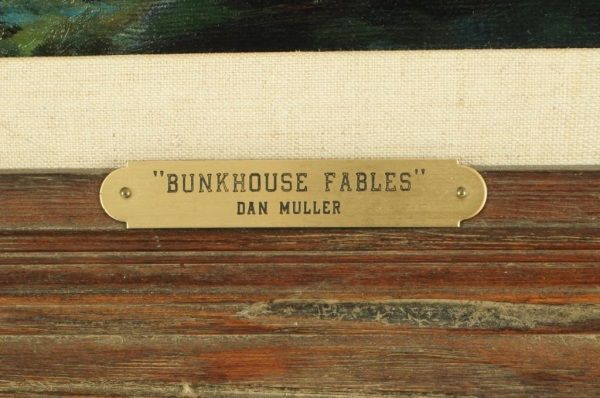 "BUNKHOUSE FABLES"
DAN MULLER